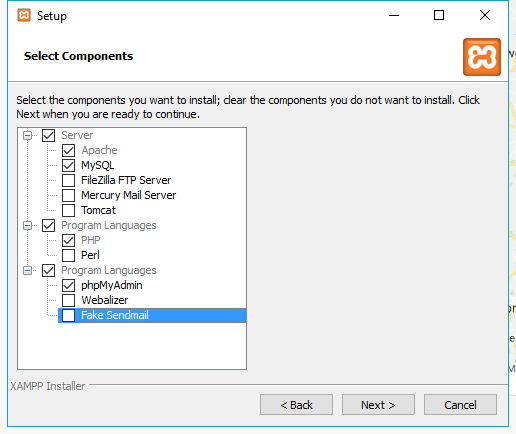 Setup
Select Components
Select the components you want to install; clear the components you do not want to install. Click
Next when you are ready to continue.
Server
Apache
MySQL
FileZilla FTP Server
Mercury Mail Server
Tomcat
Program Languages
PHP
Perl
Program Languages
phpMyAdmin
Webalizer
Fake Sendmail
XAMPP Installer
< Back
Next >
Cancel